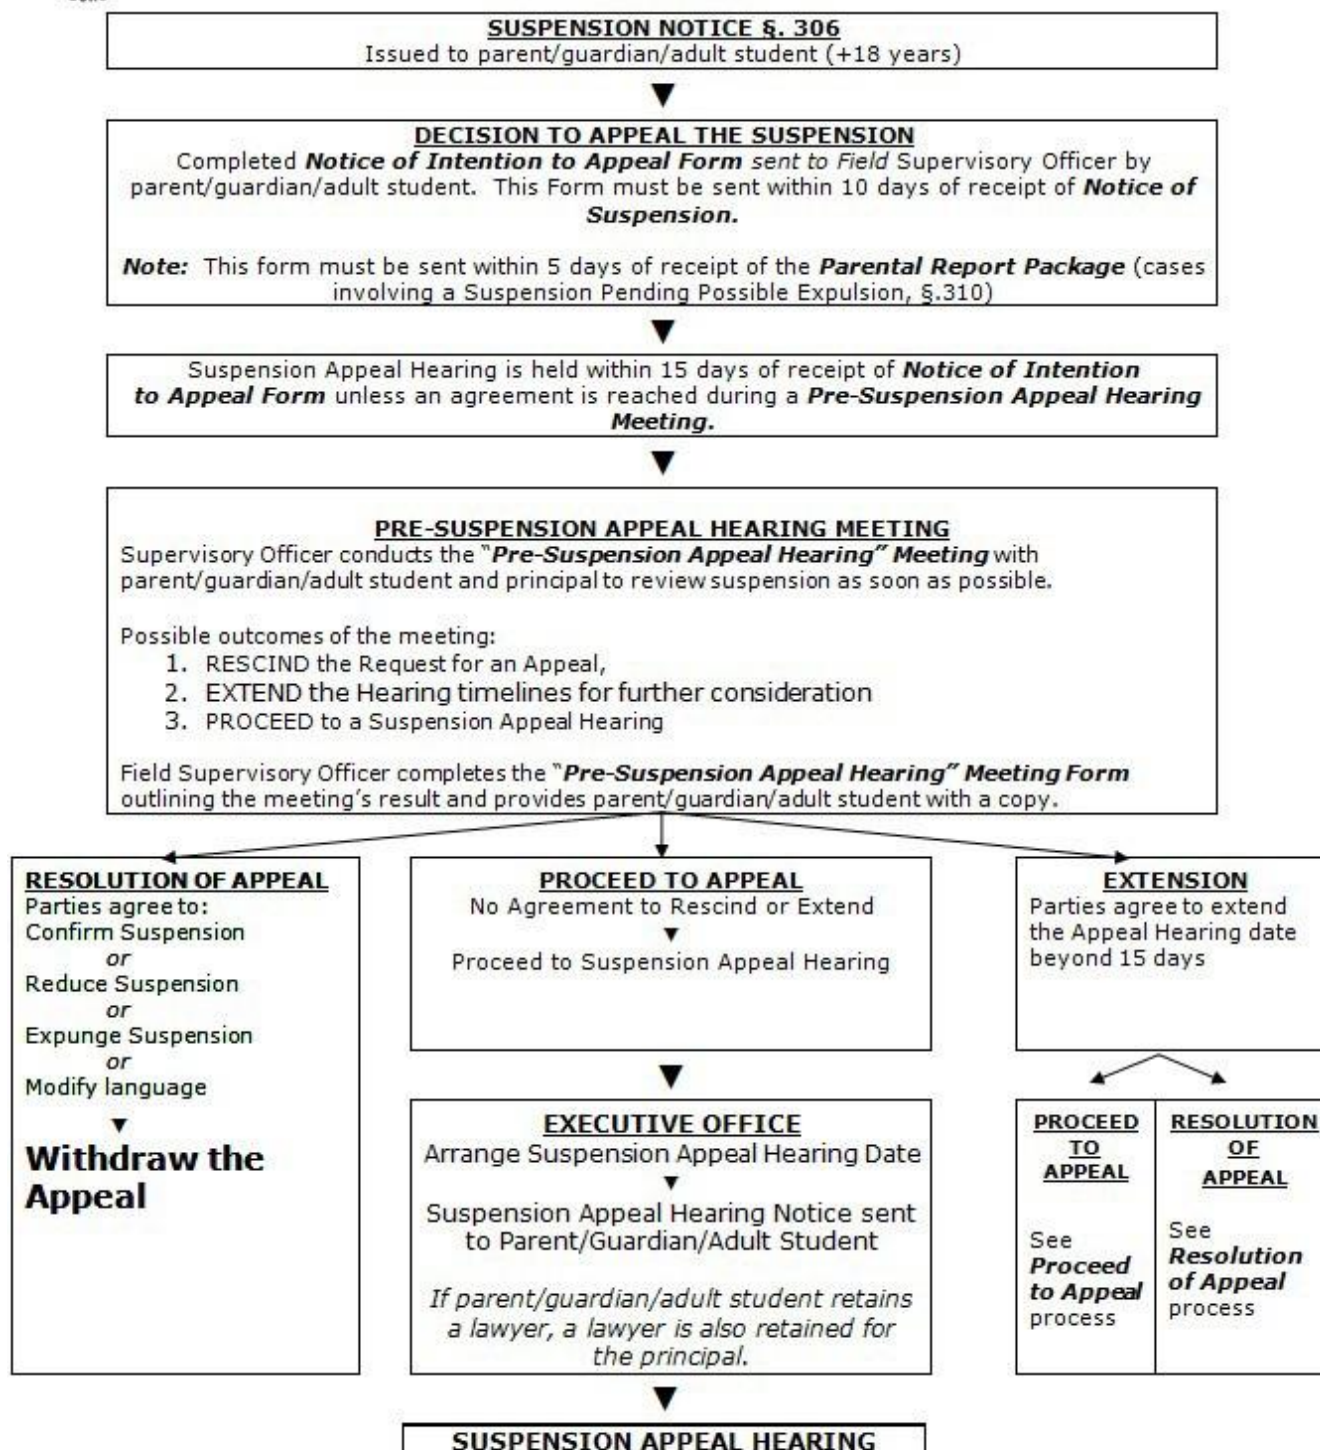 SUSPENSION NOTICE §. 306
Issued to parent/guardian/adult student (+18 years)
DECISION TO APPEAL THE SUSPENSION
Completed Notice of Intention to Appeal Form sent to Field Supervisory Officer by
parent/guardian/adult student. This Form must be sent within 10 days of receipt of Notice of
Suspension.
Note: This form must be sent within 5 days of receipt of the Parental Report Package (cases
involving a Suspension Pending Possible Expulsion, §.310)
Suspension Appeal Hearing is held within 15 days of receipt of Notice of Intention
to Appeal Form unless an agreement is reached during a Pre-Suspension Appeal Hearing
Meeting.
PRE-SUSPENSION APPEAL HEARING MEETING
Supervisory Officer conducts the “Pre-Suspension Appeal Hearing” Meeting with
parent/guardian/adult student and principal to review suspension as soon as possible.
Possible outcomes of the meeting:
1. RESCIND the Request for an Appeal,
2. EXTEND the Hearing timelines for further consideration
3. PROCEED to a Suspension Appeal Hearing
Field Supervisory Officer completes the “Pre-Suspension Appeal Hearing” Meeting Form
outlining the meeting’s result and provides parent/guardian/adult student with a copy.
RESOLUTION OF APPEAL
Parties agree to:
Confirm Suspension
or
Reduce Suspension
or
Expunge Suspension
or
Modify language
Withdraw the
Appeal
PROCEED TO APPEAL
No Agreement to Rescind or Extend
Proceed to Suspension Appeal Hearing
EXECUTIVE OFFICE
Arrange Suspension Appeal Hearing Date
Suspension Appeal Hearing Notice sent
to Parent/Guardian/Adult Student
If parent/guardian/adult student retains
a lawyer, a lawyer is also retained for
the principal.
EXTENSION
Parties agree to extend
the Appeal Hearing date
beyond 15 days
PROCEED
TO
APPEAL
See
Proceed
to Appeal
process
RESOLUTION
OF
APPEAL
See
Resolution
of Appeal
process
SUSPENSION APPEAL HEARING